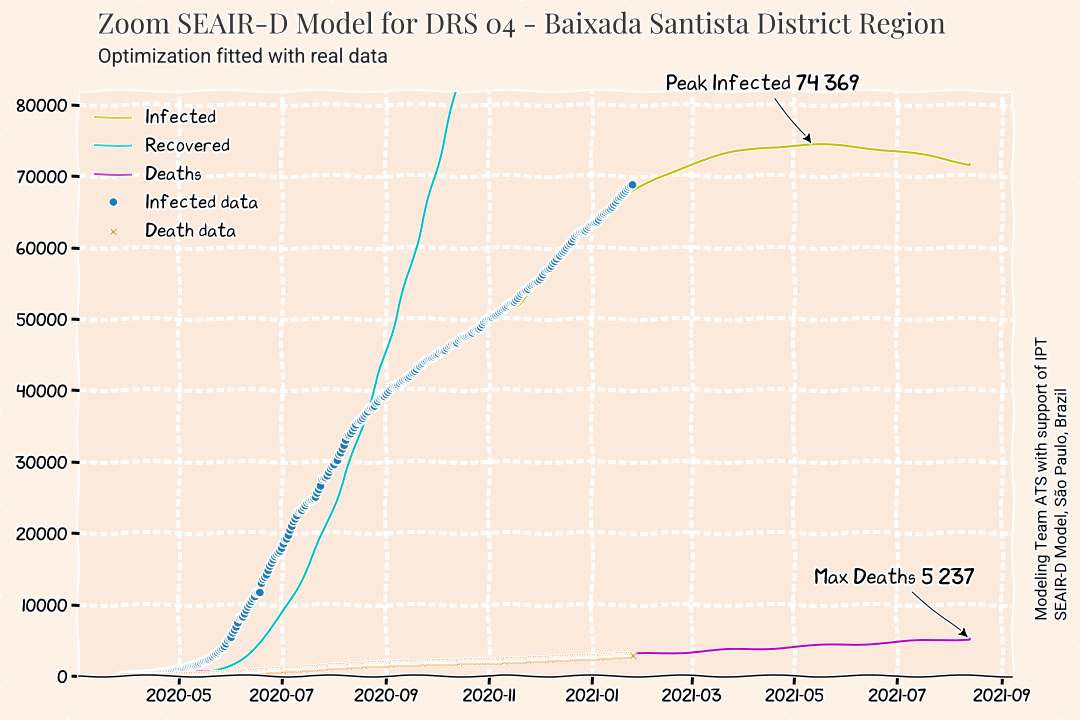 Zoom SEAIR-D Model for DRS 04 - Baixada Santista District Region
Optimization fitted with real data
Peak Infected 74 369
Infected
Recovered
Deaths
Infected data
Death data
80000
70000
60000
50000
40000
30000
20000
10000
0
Max Deaths 5 237
2020-05 2020-07 2020-09 2020-11 2021-01 2021-03 2021-05 2021-07 2021-09
Modeling Team ATS with support of IPT
SEAIR-D Model, São Paulo, Brazil